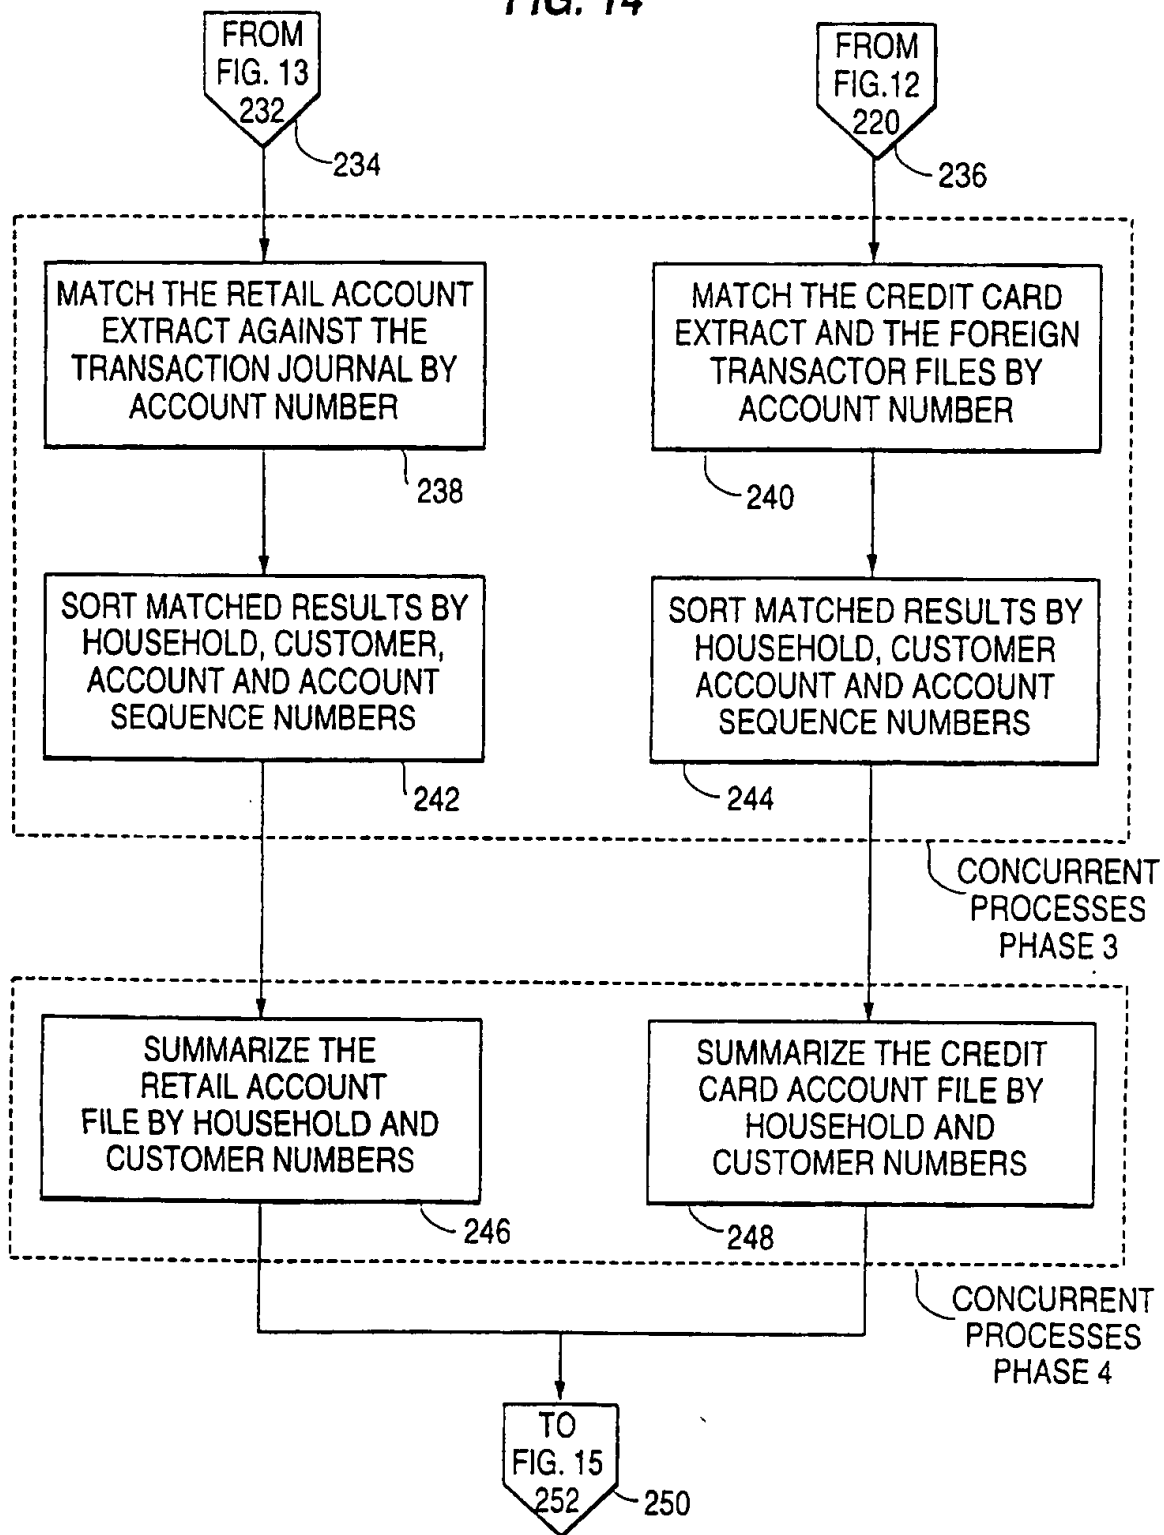 FIG. 14
FROM
FIG. 13
232
234
FROM
FIG.12
220
236
MATCH THE RETAIL ACCOUNT
EXTRACT AGAINST THE
TRANSACTION JOURNAL BY
ACCOUNT NUMBER
238
MATCH THE CREDIT CARD
EXTRACT AND THE FOREIGN
TRANSACTOR FILES BY
ACCOUNT NUMBER
240
SORT MATCHED RESULTS BY
HOUSEHOLD, CUSTOMER,
ACCOUNT AND ACCOUNT
SEQUENCE NUMBERS
242
SORT MATCHED RESULTS BY
HOUSEHOLD, CUSTOMER
ACCOUNT AND ACCOUNT
SEQUENCE NUMBERS
244
CONCURRENT
PROCESSES
PHASE 3
SUMMARIZE THE
RETAIL ACCOUNT
FILE BY HOUSEHOLD AND
CUSTOMER NUMBERS
246
SUMMARIZE THE CREDIT
CARD ACCOUNT FILE BY
HOUSEHOLD AND
CUSTOMER NUMBERS
248
CONCURRENT
PROCESSES
PHASE 4
TO
FIG. 15
252
250